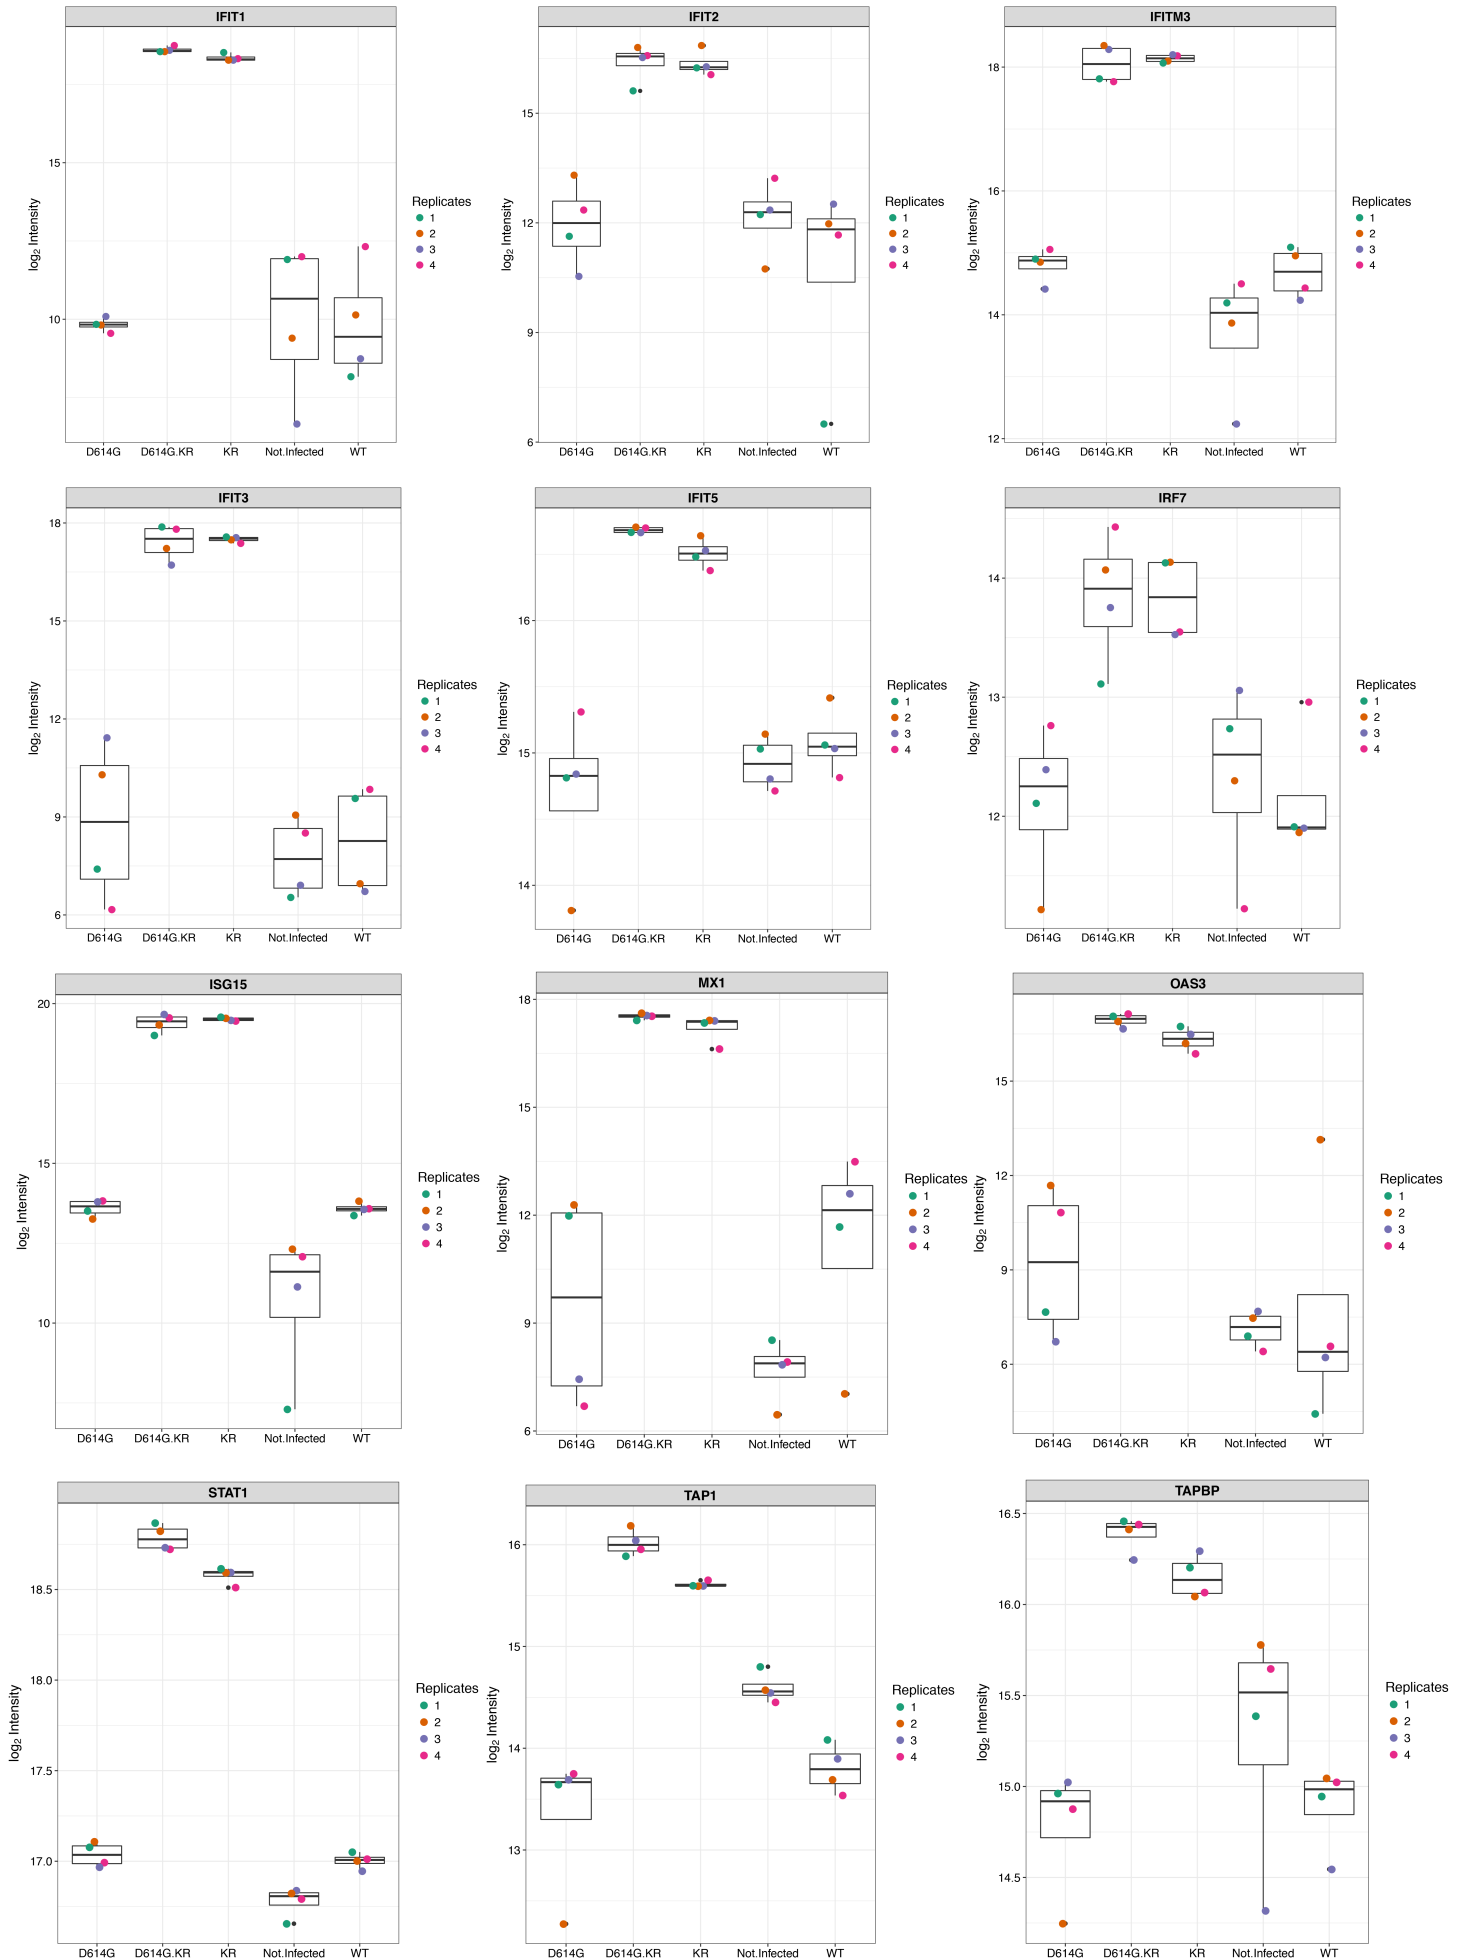 IFIT1
log2 Intensity
15
10
D614G D614G.KR KR Not.Infected WT
Replicates
1
2
3
4
IFIT2
log2 Intensity
15
12
9
6
D614G D614G.KR KR Not.Infected WT
Replicates
1
2
3
4
IFITM3
log2 Intensity
18
16
14
12
D614G D614G.KR KR Not.Infected WT
Replicates
1
2
3
4
IFIT3
log2 Intensity
18
15
12
9
6
D614G D614G.KR KR Not.Infected WT
Replicates
1
2
3
4
IFIT5
log2 Intensity
16
15
14
D614G D614G.KR KR Not.Infected WT
Replicates
1
2
3
4
IRF7
log2 Intensity
14
13
12
D614G D614G.KR KR Not.Infected WT
Replicates
1
2
3
4
ISG15
log2 Intensity
20
15
10
D614G D614G.KR KR Not.Infected WT
Replicates
1
2
3
4
MX1
log2 Intensity
18
15
12
9
6
D614G D614G.KR KR Not.Infected WT
Replicates
1
2
3
4
OAS3
log2 Intensity
15
12
9
6
D614G D614G.KR KR Not.Infected WT
Replicates
1
2
3
4
STAT1
log2 Intensity
18.5
18.0
17.5
17.0
D614G D614G.KR KR Not.Infected WT
Replicates
1
2
3
4
TAP1
log2 Intensity
16
15
14
13
D614G D614G.KR KR Not.Infected WT
Replicates
1
2
3
4
TAPBP
log2 Intensity
16.5
16.0
15.5
15.0
14.5
D614G D614G.KR KR Not.Infected WT
Replicates
1
2
3
4